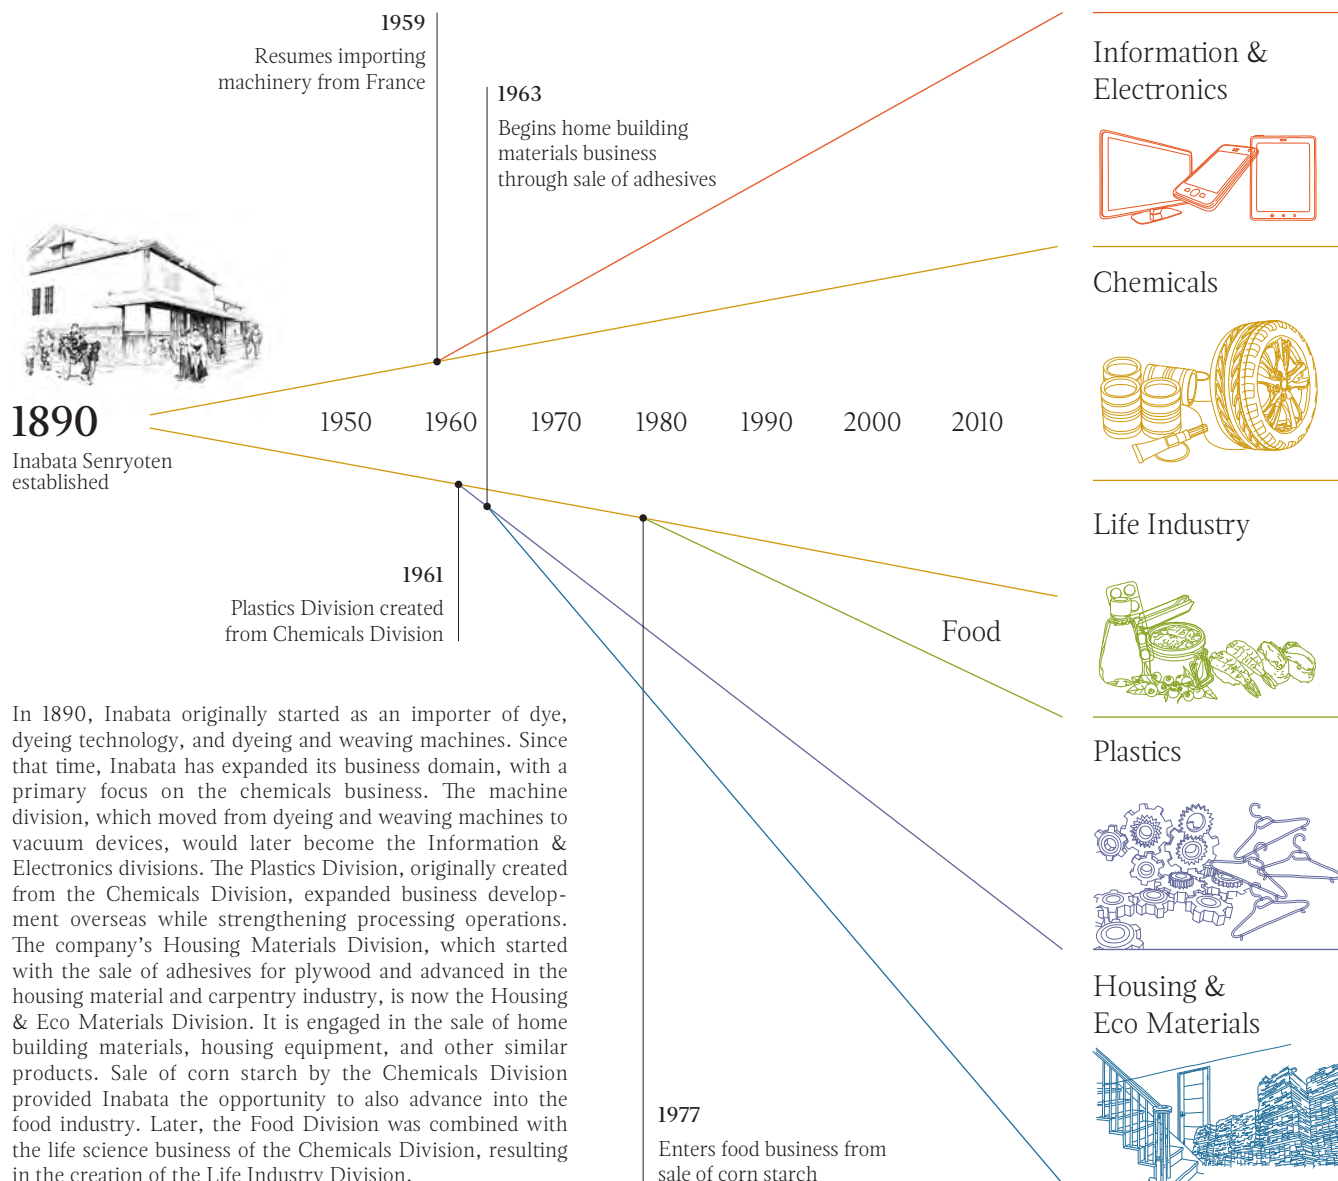 1959
Resumes importing
machinery from France
1963
Begins home building
materials business
through sale of adhesives
1890
Inabata Senryoten
established
1950 1960 1970 1980 1990 2000 2010
1961
Plastics Division created
from Chemicals Division
Food
In 1890, Inabata originally started as an importer of dye,
dyeing technology, and dyeing and weaving machines. Since
that time, Inabata has expanded its business domain, with a
primary focus on the chemicals business. The machine
division, which moved from dyeing and weaving machines to
vacuum devices, would later become the Information &
Electronics divisions. The Plastics Division, originally created
from the Chemicals Division, expanded business develop-
ment overseas while strengthening processing operations.
The company’s Housing Materials Division, which started
with the sale of adhesives for plywood and advanced in the
housing material and carpentry industry, is now the Housing
& Eco Materials Division. It is engaged in the sale of home
building materials, housing equipment, and other similar
products. Sale of corn starch by the Chemicals Division
provided Inabata the opportunity to also advance into the
food industry. Later, the Food Division was combined with
the life science business of the Chemicals Division, resulting
in the creation of the Life Industry Division.
1977
Enters food business from
sale of corn starch
Information &
Electronics
Chemicals
Life Industry
Plastics
Housing &
Eco Materials